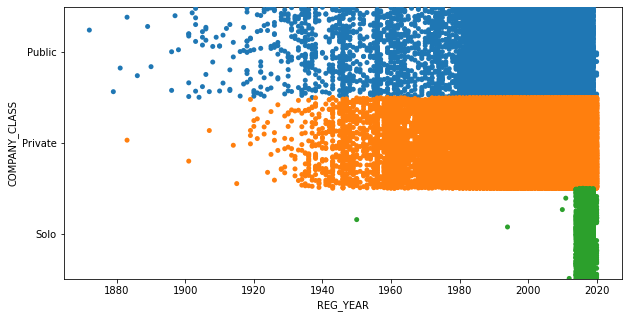 COMPANY_CLASS
Public
Private
Solo
1880 1900 1920 1940 1960 1980 2000 2020
REG_YEAR